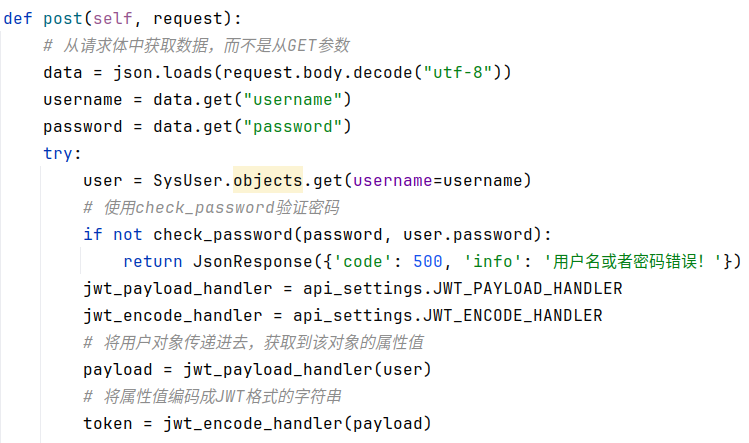 def post(self, request):
    # 从请求体中获取数据，而不是从GET参数
    data = json.loads(request.body.decode("utf-8"))
    username = data.get("username")
    password = data.get("password")
    try:
        user = SysUser.objects.get(username=username)
        # 使用check_password验证密码
        if not check_password(password, user.password):
            return JsonResponse({'code': 500, 'info': '用户名或者密码错误！'})
        jwt_payload_handler = api_settings.JWT_PAYLOAD_HANDLER
        jwt_encode_handler = api_settings.JWT_ENCODE_HANDLER
        # 将用户对象传递进去，获取到该对象的属性值
        payload = jwt_payload_handler(user)
        # 将属性值编码成JWT格式的字符串
        token = jwt_encode_handler(payload)